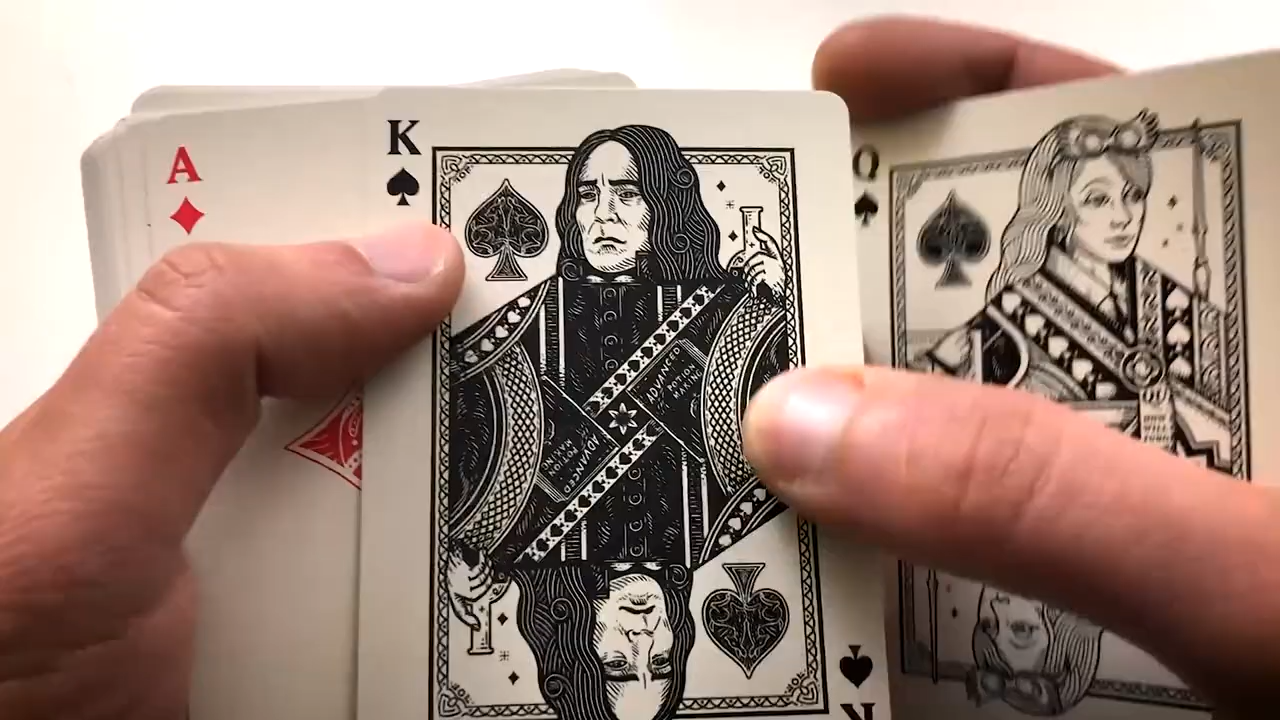 A
K
Q
ADVANCED
POTION
MAKING
ADVANCED
POTION
MAKING
K